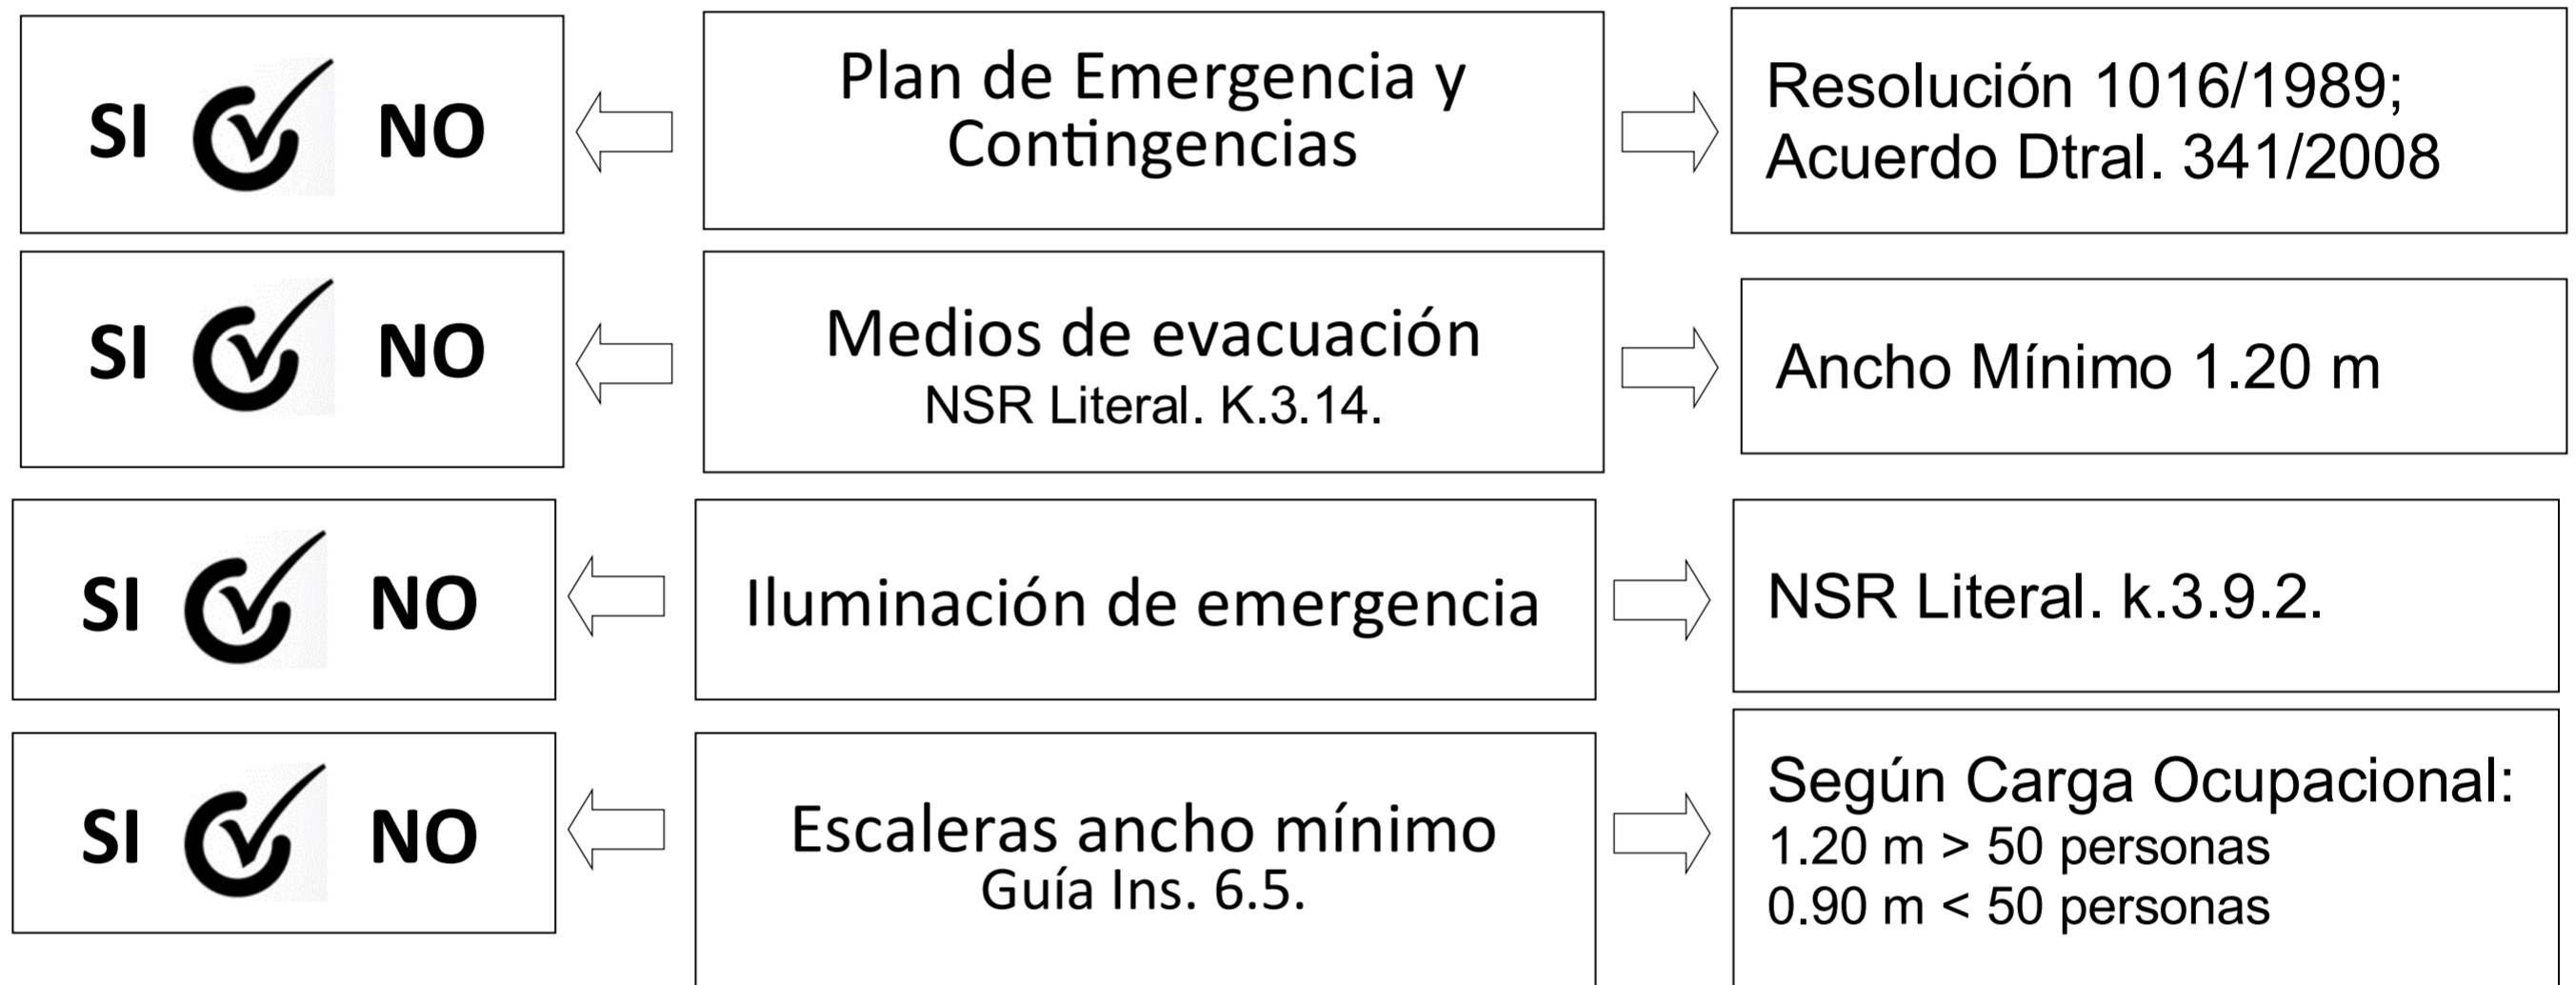 SI NO
Plan de Emergencia y
Contingencias
Resolución 1016/1989;
Acuerdo Dtral. 341/2008
SI NO
Medios de evacuación
NSR Literal. K.3.14.
Ancho Mínimo 1.20 m
SI NO
Iluminación de emergencia
NSR Literal. k.3.9.2.
SI NO
Escaleras ancho mínimo
Guía Ins. 6.5.
Según Carga Ocupacional:
1.20 m > 50 personas
0.90 m < 50 personas